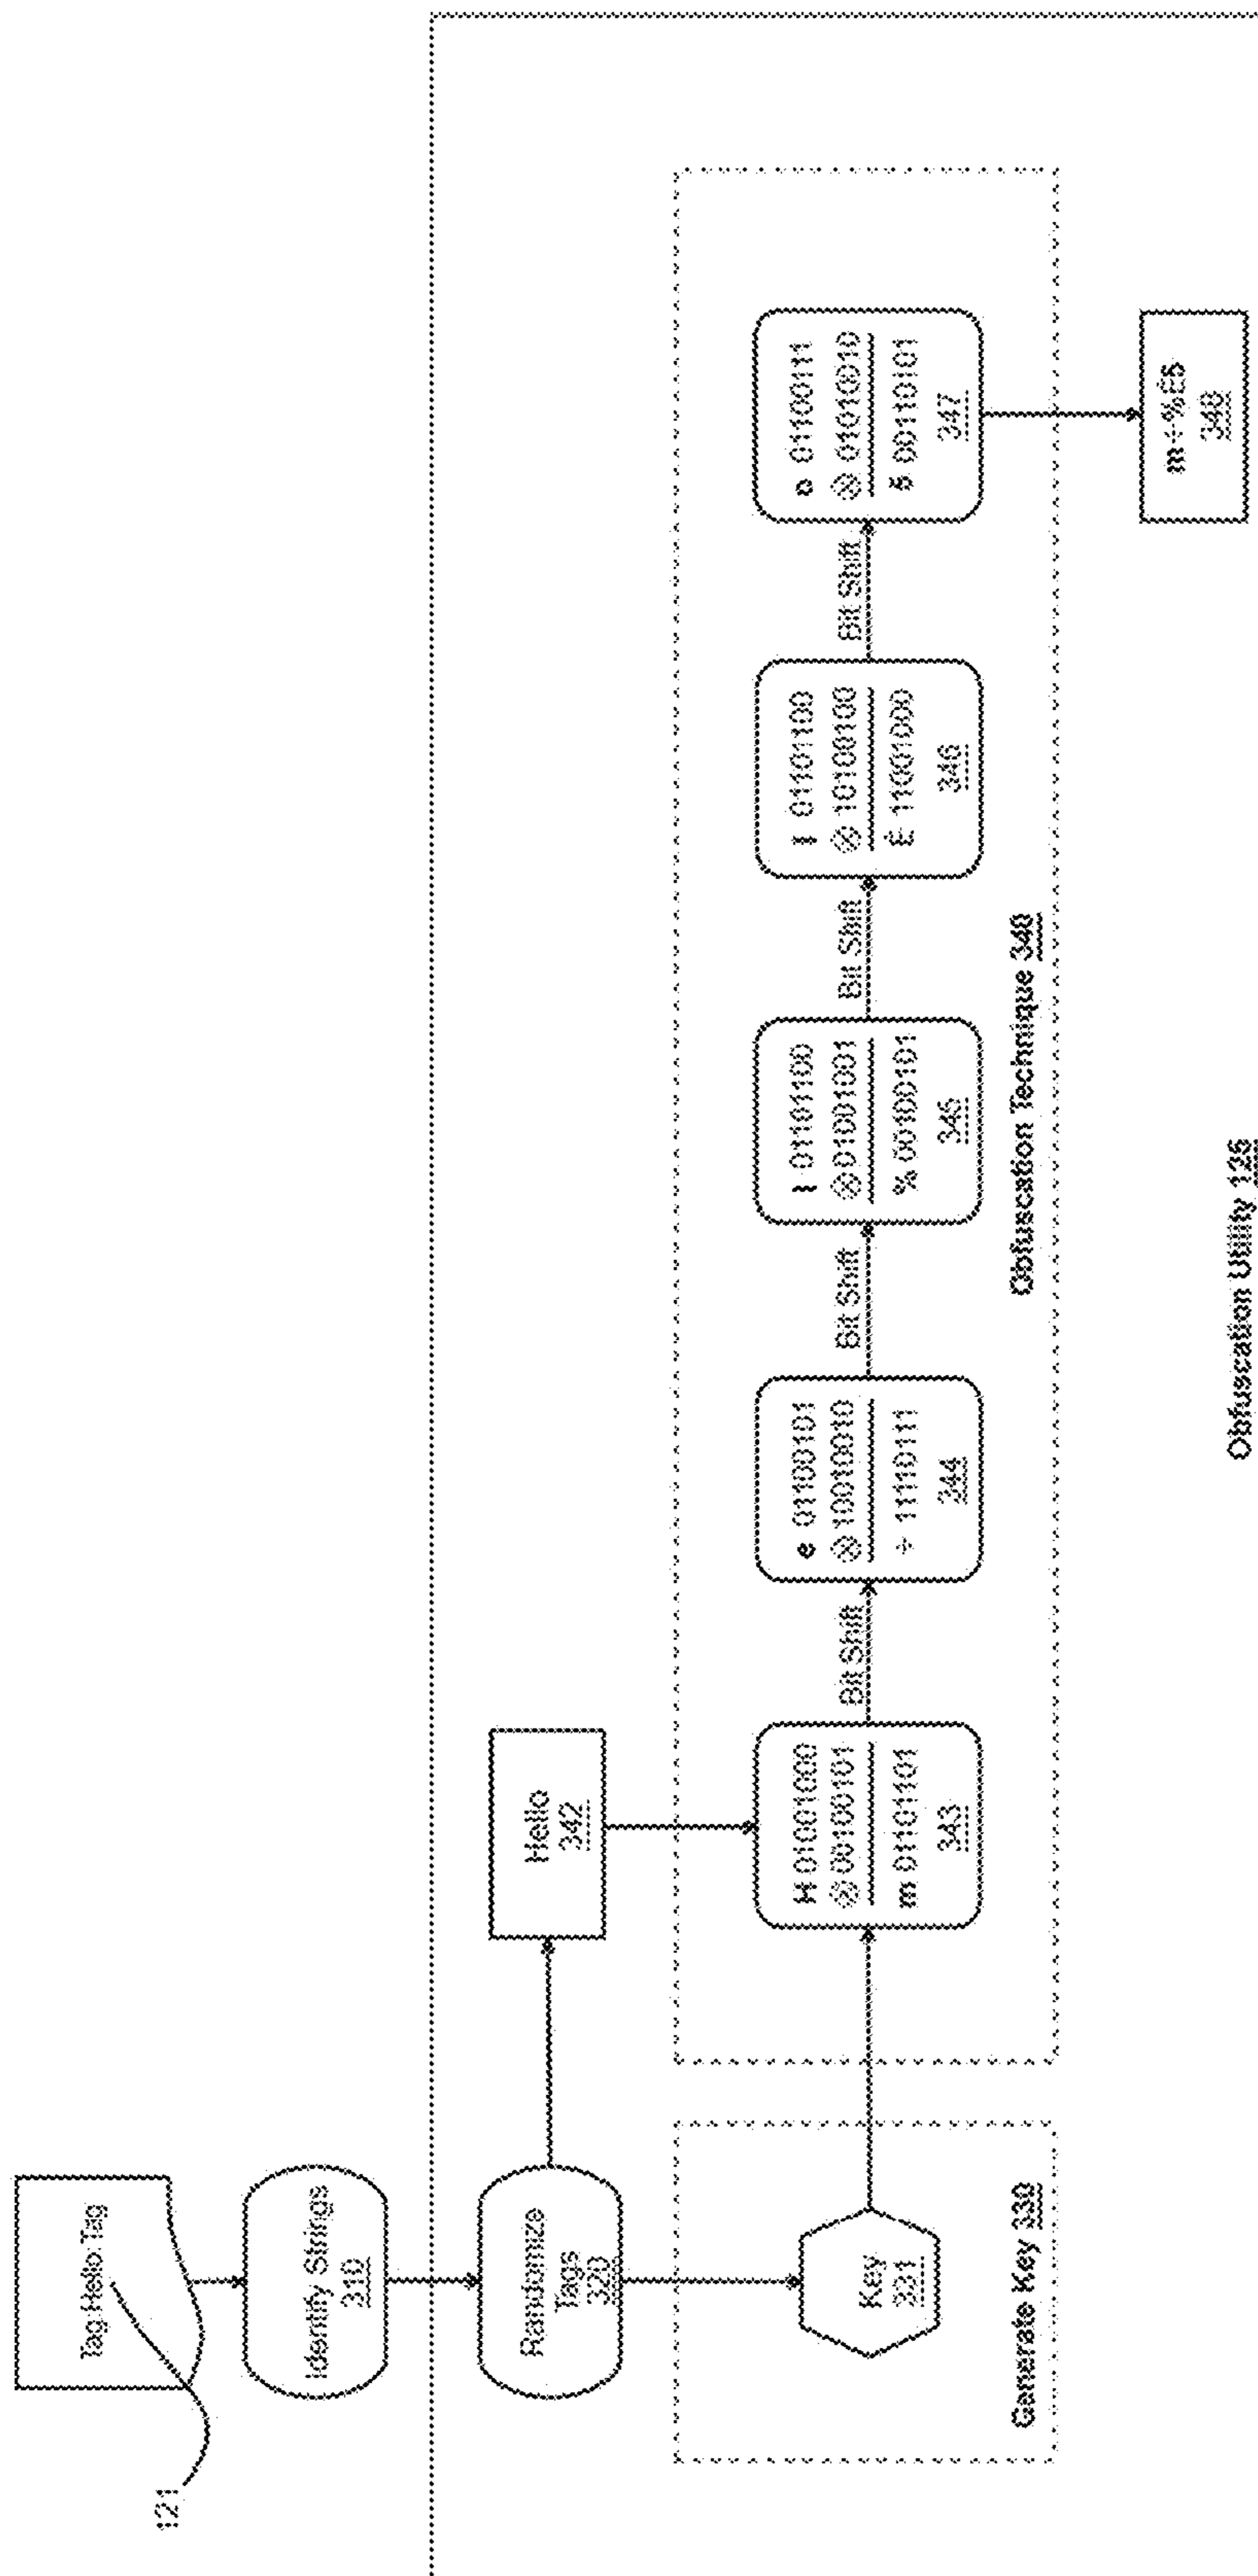 121
Tag:Hello:Tag
Identify Strings
310
Randomize
Tags
320
Hello
342
Key
331
Generate Key 330
H 01001000
⊗ 00100101
m 01101101
343
Bit Shift
e 01100101
⊗ 10010010
÷ 11110111
344
Bit Shift
l 01101100
⊗ 01001001
% 00100101
345
Bit Shift
l 01101100
⊗ 10100100
È 11001000
346
Bit Shift
o 01100111
⊗ 01010010
5 00110101
347
Obfuscation Technique 340
m÷%È5
348
Obfuscation Utility 125